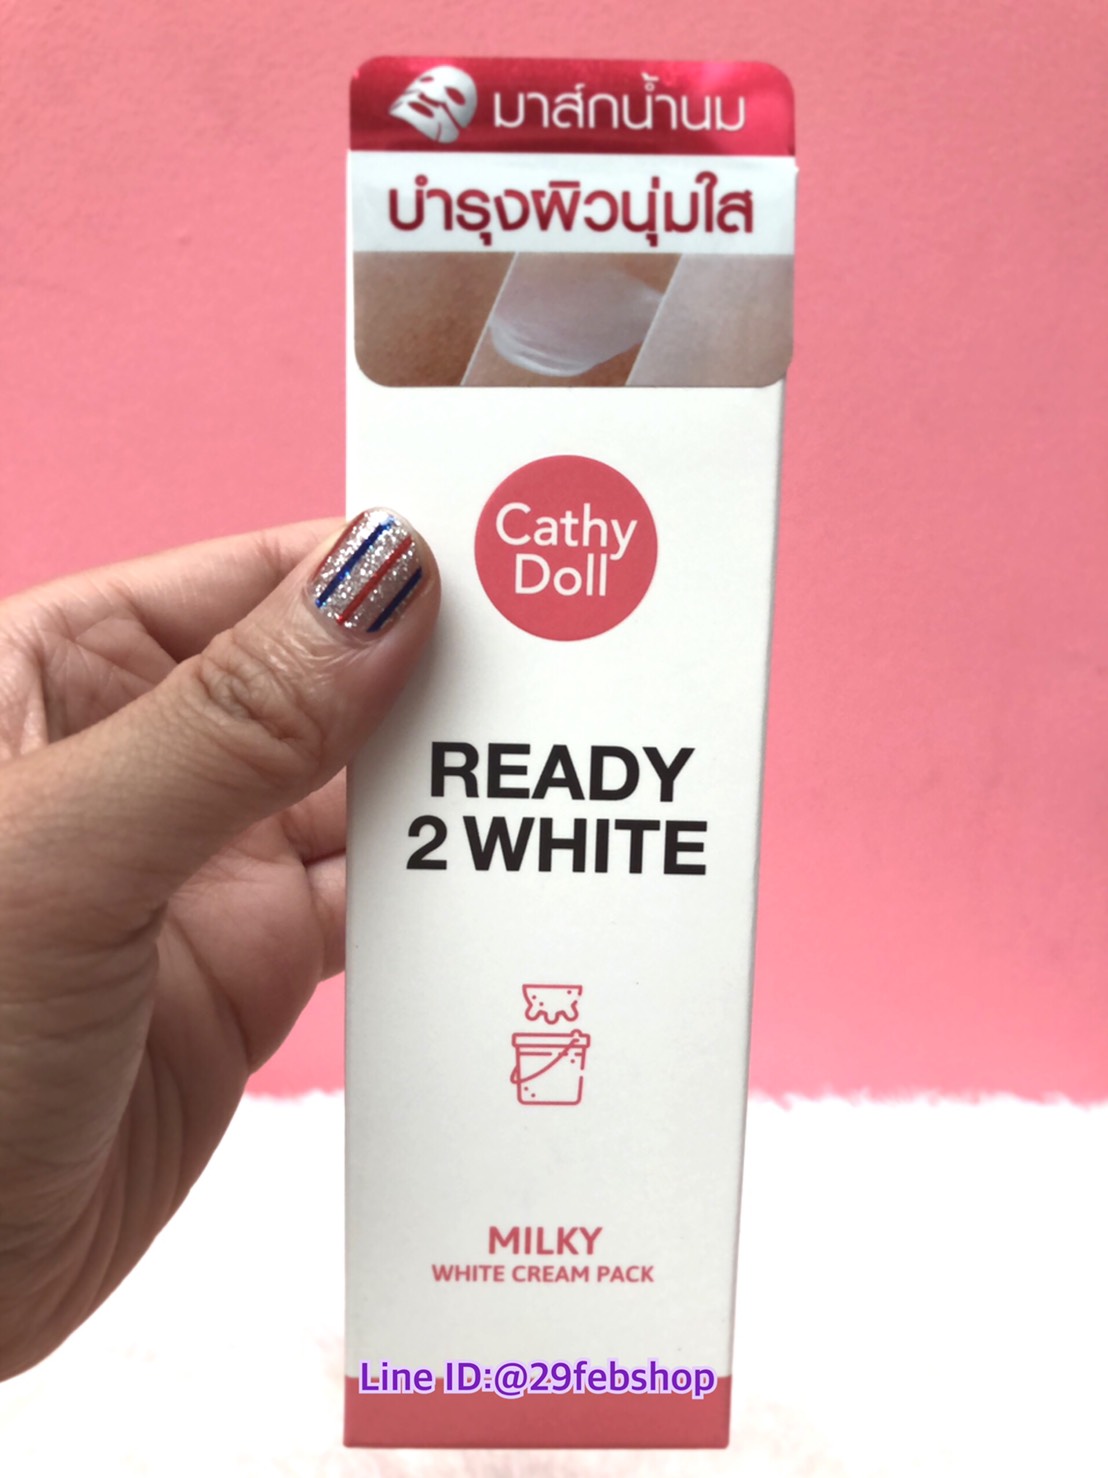 มาส์กน้ำนม
บำรุงผิวนุ่มใส
Cathy
Doll
READY
2 WHITE
MILKY
WHITE CREAM PACK
Line ID:@29febshop